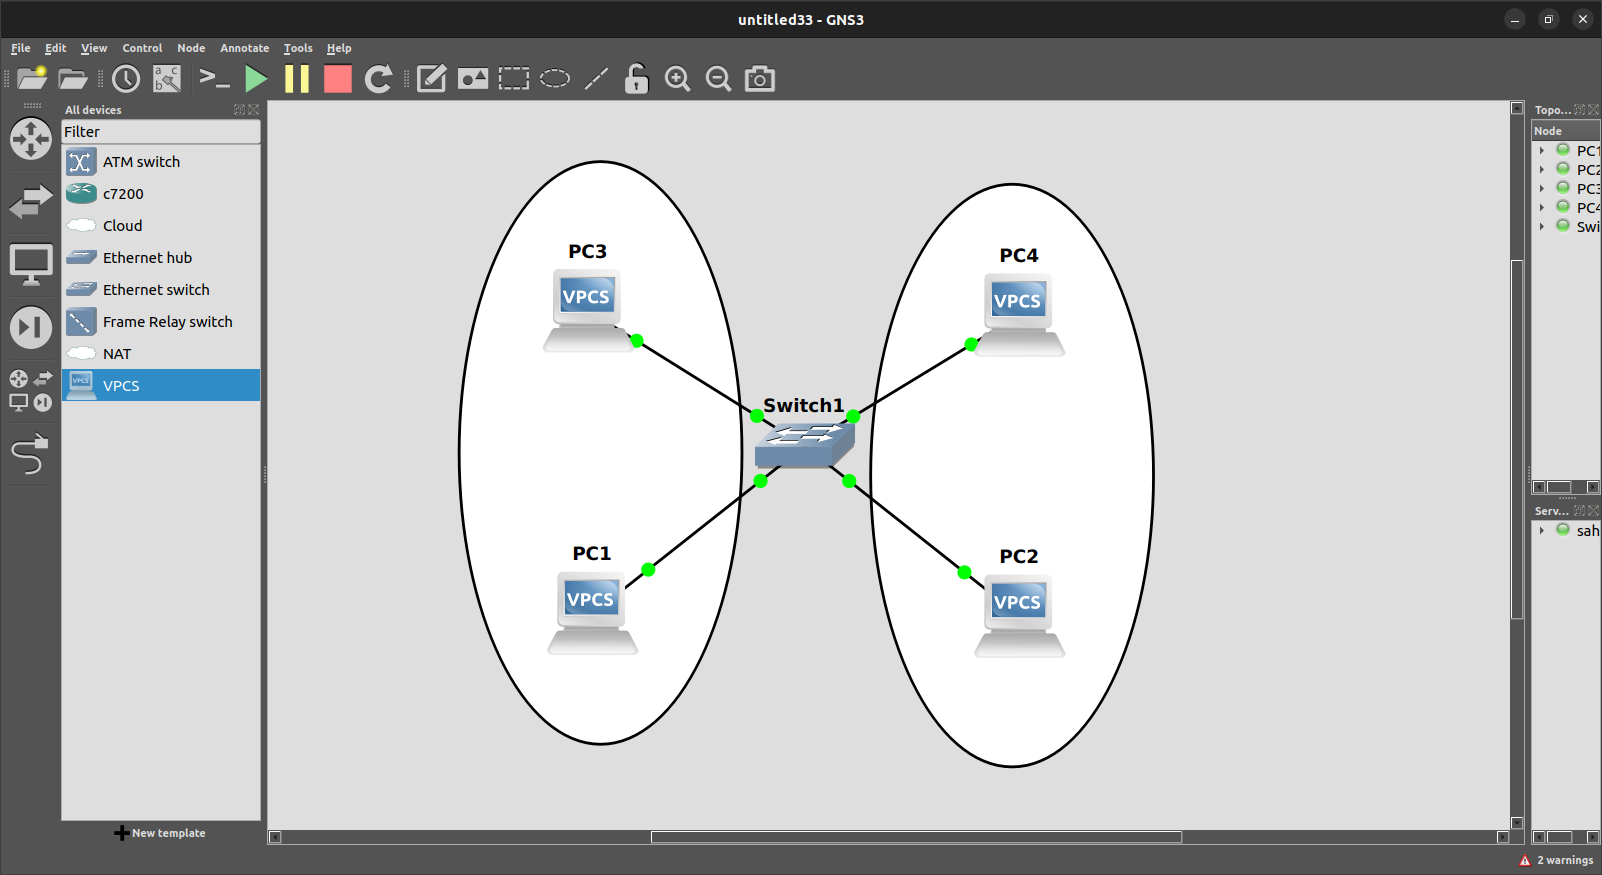 untitled33 - GNS3
File Edit View Control Node Annotate Tools Help
All devices
Filter
ATM switch
c7200
Cloud
Ethernet hub
Ethernet switch
Frame Relay switch
NAT
VPCS
New template
PC3
VPCS
PC4
VPCS
Switch1
PC1
VPCS
PC2
VPCS
Topo...
Node
PC1
PC2
PC3
PC4
Swi
Serv...
sah
2 warnings